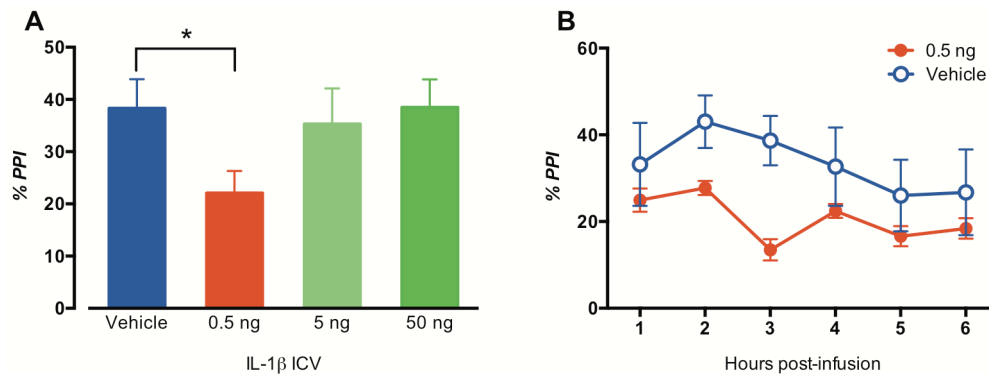 A
*
50
40
30
20
10
0
% PPI
Vehicle 0.5 ng 5 ng 50 ng
IL-1β ICV
B
0.5 ng
Vehicle
60
40
20
0
% PPI
1 2 3 4 5 6
Hours post-infusion